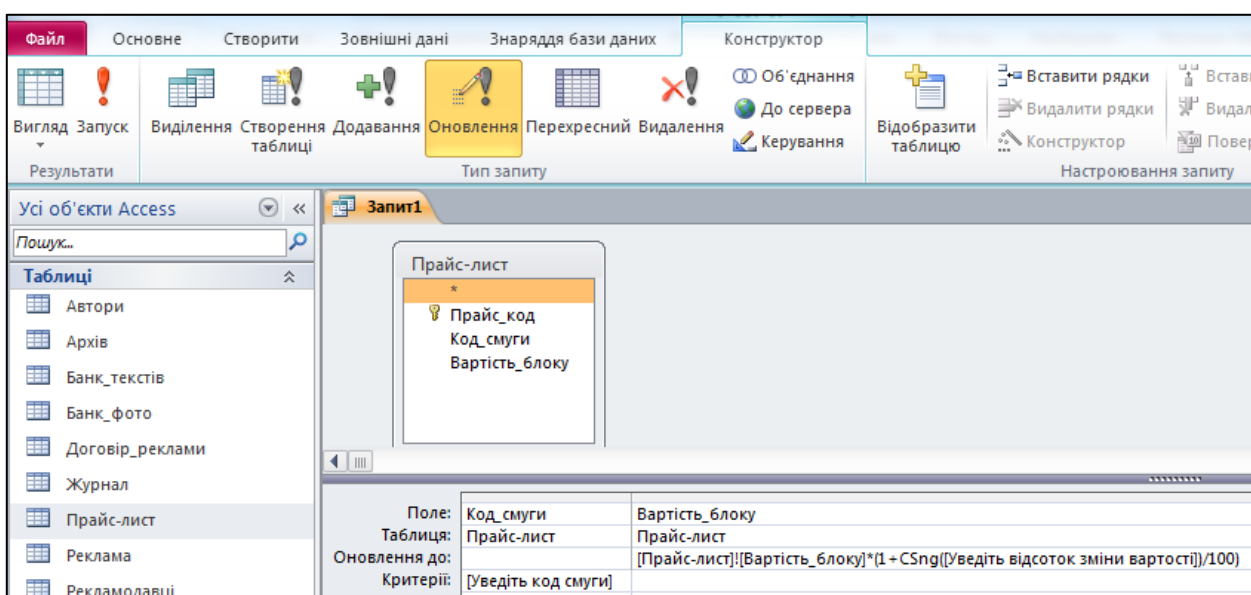 Файл Основне Створити Зовнішні дані Знаряддя бази даних Конструктор
Вигляд Запуск Виділення Створення таблиці Додавання Оновлення Перехресний Видалення
Об'єднання
До сервера
Керування
Відобразити таблицю
Вставити рядки
Видалити рядки
Конструктор
Результати Тип запиту Настроювання запиту
Усі об'єкти Access « Запит1
Пошук...
Таблиці
Автори
Архів
Банк_текстів
Банк_фото
Договір_реклами
Журнал
Прайс-лист
Реклама
Рекламодавці
Прайс-лист
*
Прайс_код
Код_смуги
Вартість_блоку
Поле: Код_смуги Вартість_блоку
Таблиця: Прайс-лист Прайс-лист
Оновлення до: [Прайс-лист]![Вартість_блоку]*(1+CSng([Уведіть відсоток зміни вартості])/100)
Критерії: [Уведіть код смуги]